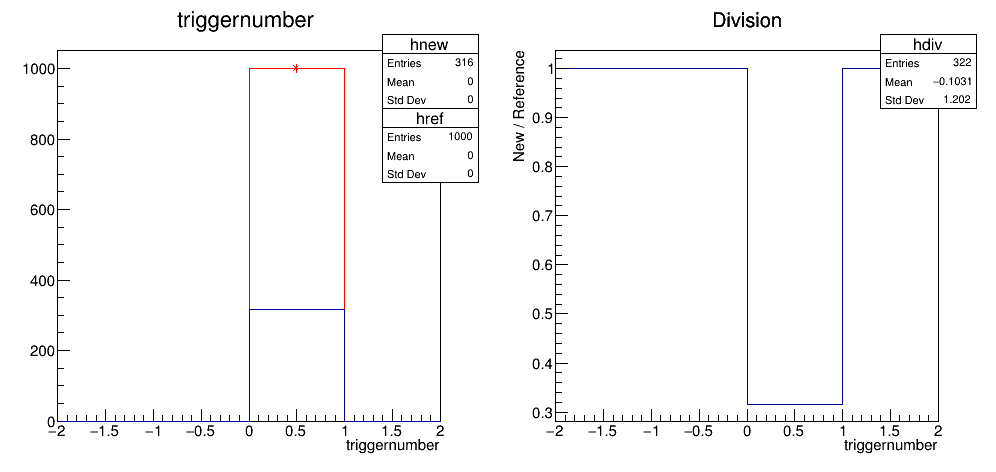 triggernumber
hnew
Entries 316
Mean 0
Std Dev 0
href
Entries 1000
Mean 0
Std Dev 0
1000
800
600
400
200
0
−2 −1.5 −1 −0.5 0 0.5 1 1.5 2
triggernumber
Division
hdiv
Entries 322
Mean −0.1031
Std Dev 1.202
New / Reference
1
0.9
0.8
0.7
0.6
0.5
0.4
0.3
−2 −1.5 −1 −0.5 0 0.5 1 1.5 2
triggernumber